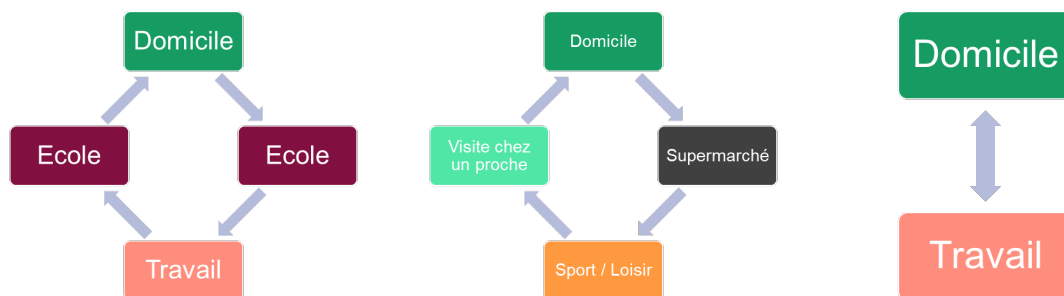 Domicile
Ecole
Ecole
Travail
Domicile
Visite chez
un proche
Supermarché
Sport / Loisir
Domicile
Travail